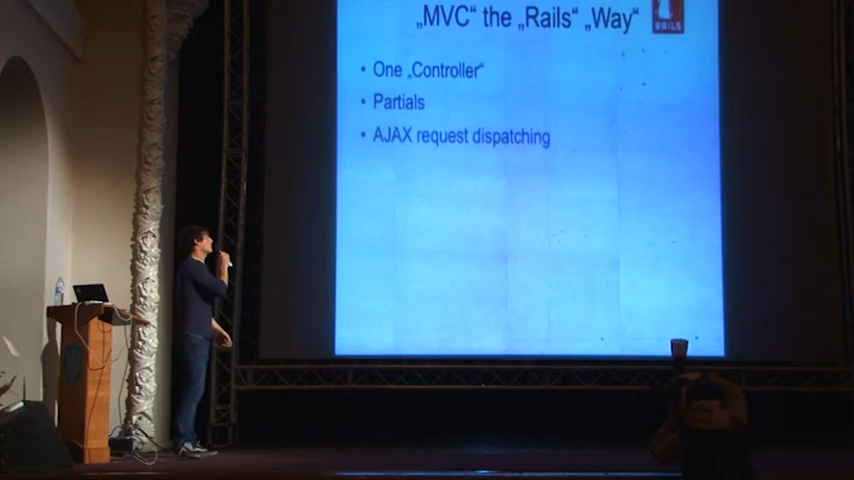 „MVC“ the „Rails“ „Way“
RAILS
• One „Controller“
• Partials
• AJAX request dispatching